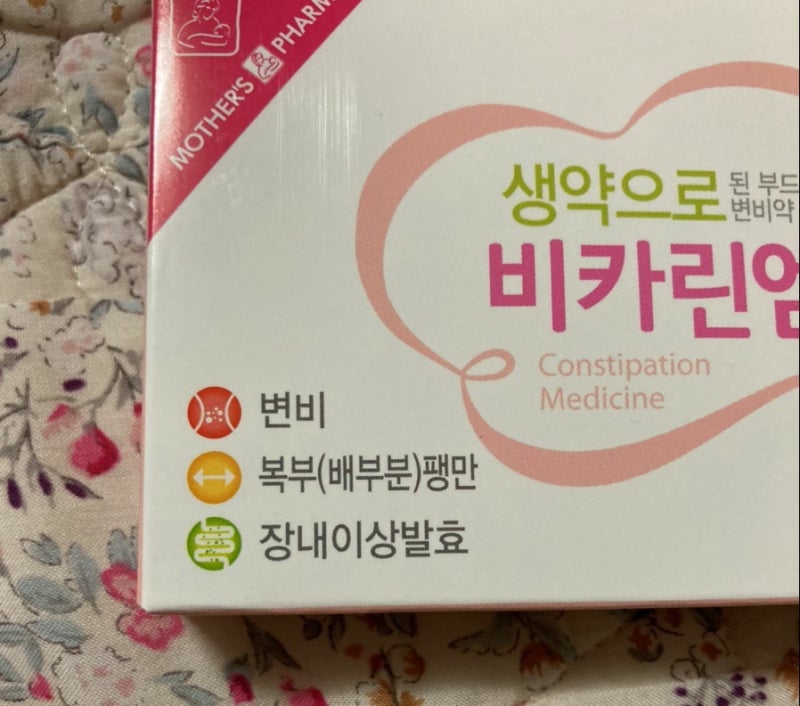 MOTHER'S PHARM
생약으로
된 부드
변비약
비카린엠
Constipation
Medicine
변비
복부(배부분)팽만
장내이상발효